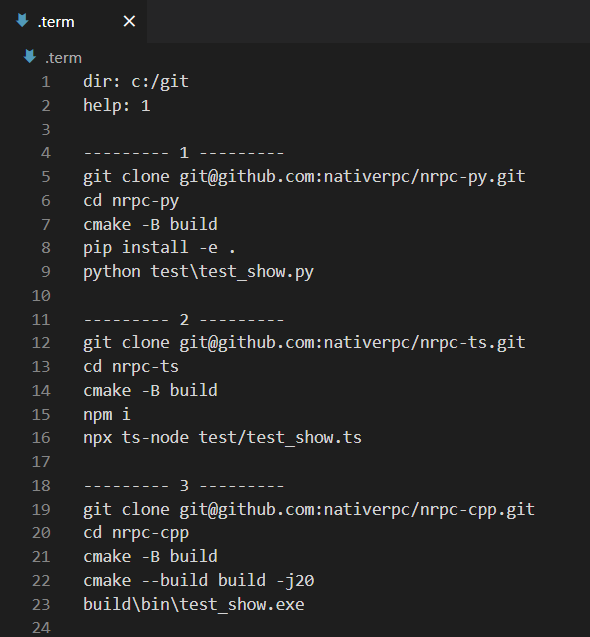 .term
.term
1 dir: c:/git
2 help: 1
3
4 --------- 1 ---------
5 git clone git@github.com:nativerpc/nrpc-py.git
6 cd nrpc-py
7 cmake -B build
8 pip install -e .
9 python test\test_show.py
10
11 --------- 2 ---------
12 git clone git@github.com:nativerpc/nrpc-ts.git
13 cd nrpc-ts
14 cmake -B build
15 npm i
16 npx ts-node test/test_show.ts
17
18 --------- 3 ---------
19 git clone git@github.com:nativerpc/nrpc-cpp.git
20 cd nrpc-cpp
21 cmake -B build
22 cmake --build build -j20
23 build\bin\test_show.exe
24